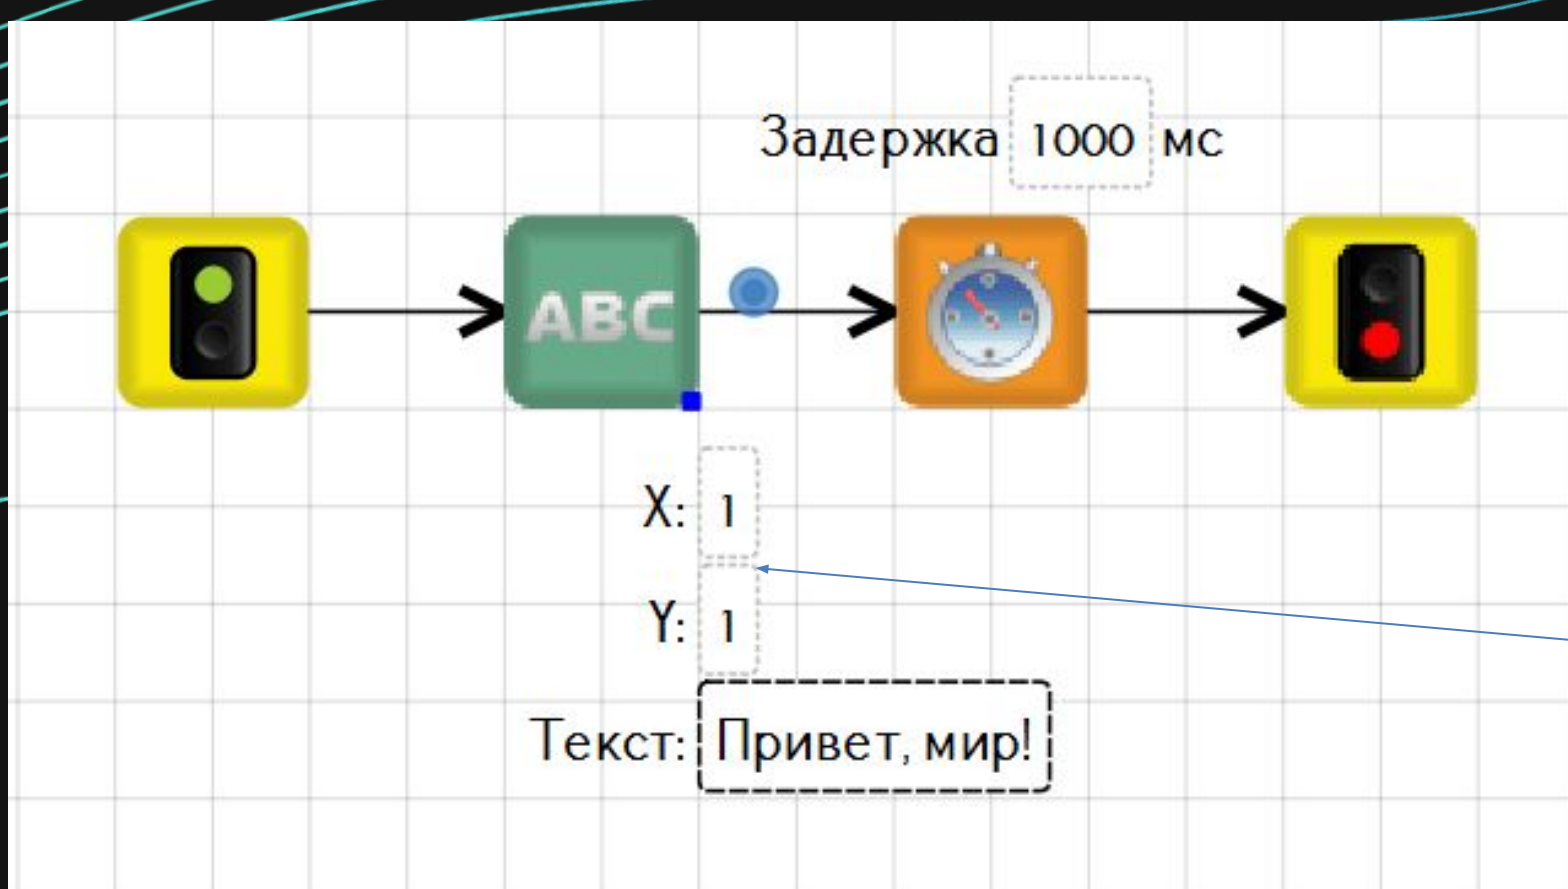 Задержка 1000 мс
ABC
X: 1
Y: 1
Текст: Привет, мир!